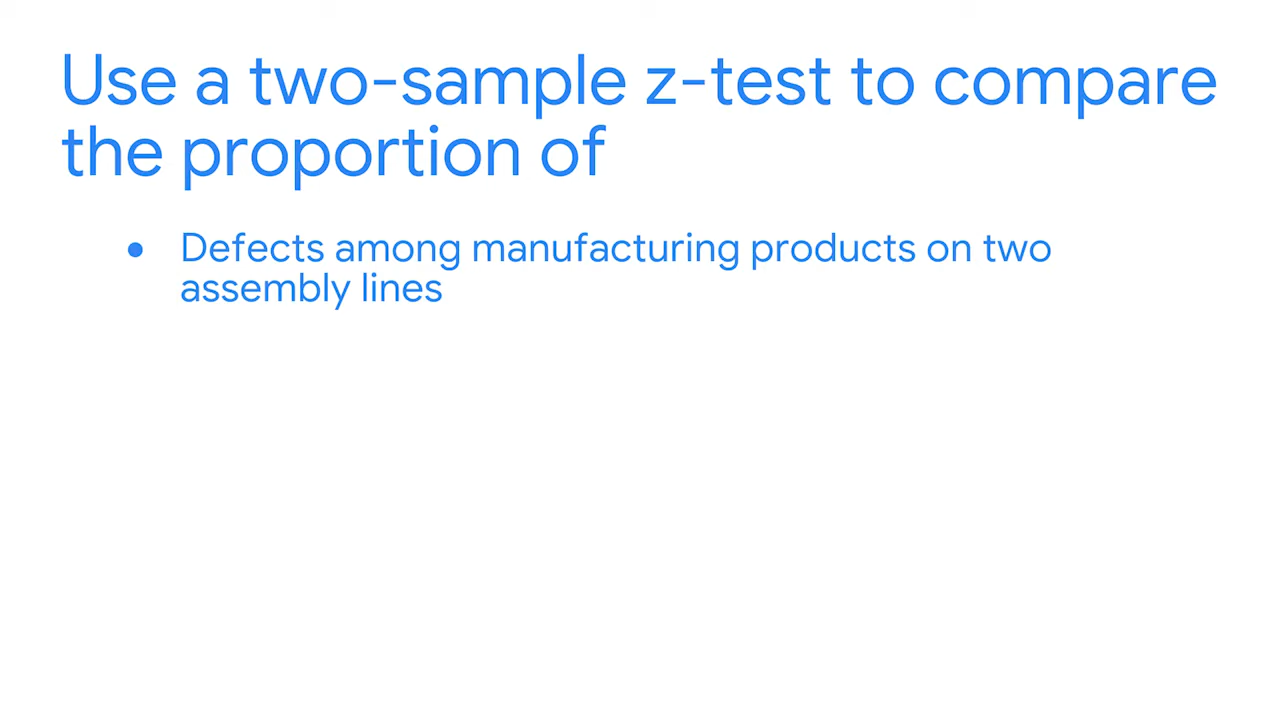 Use a two-sample z-test to compare
the proportion of
● Defects among manufacturing products on two
assembly lines